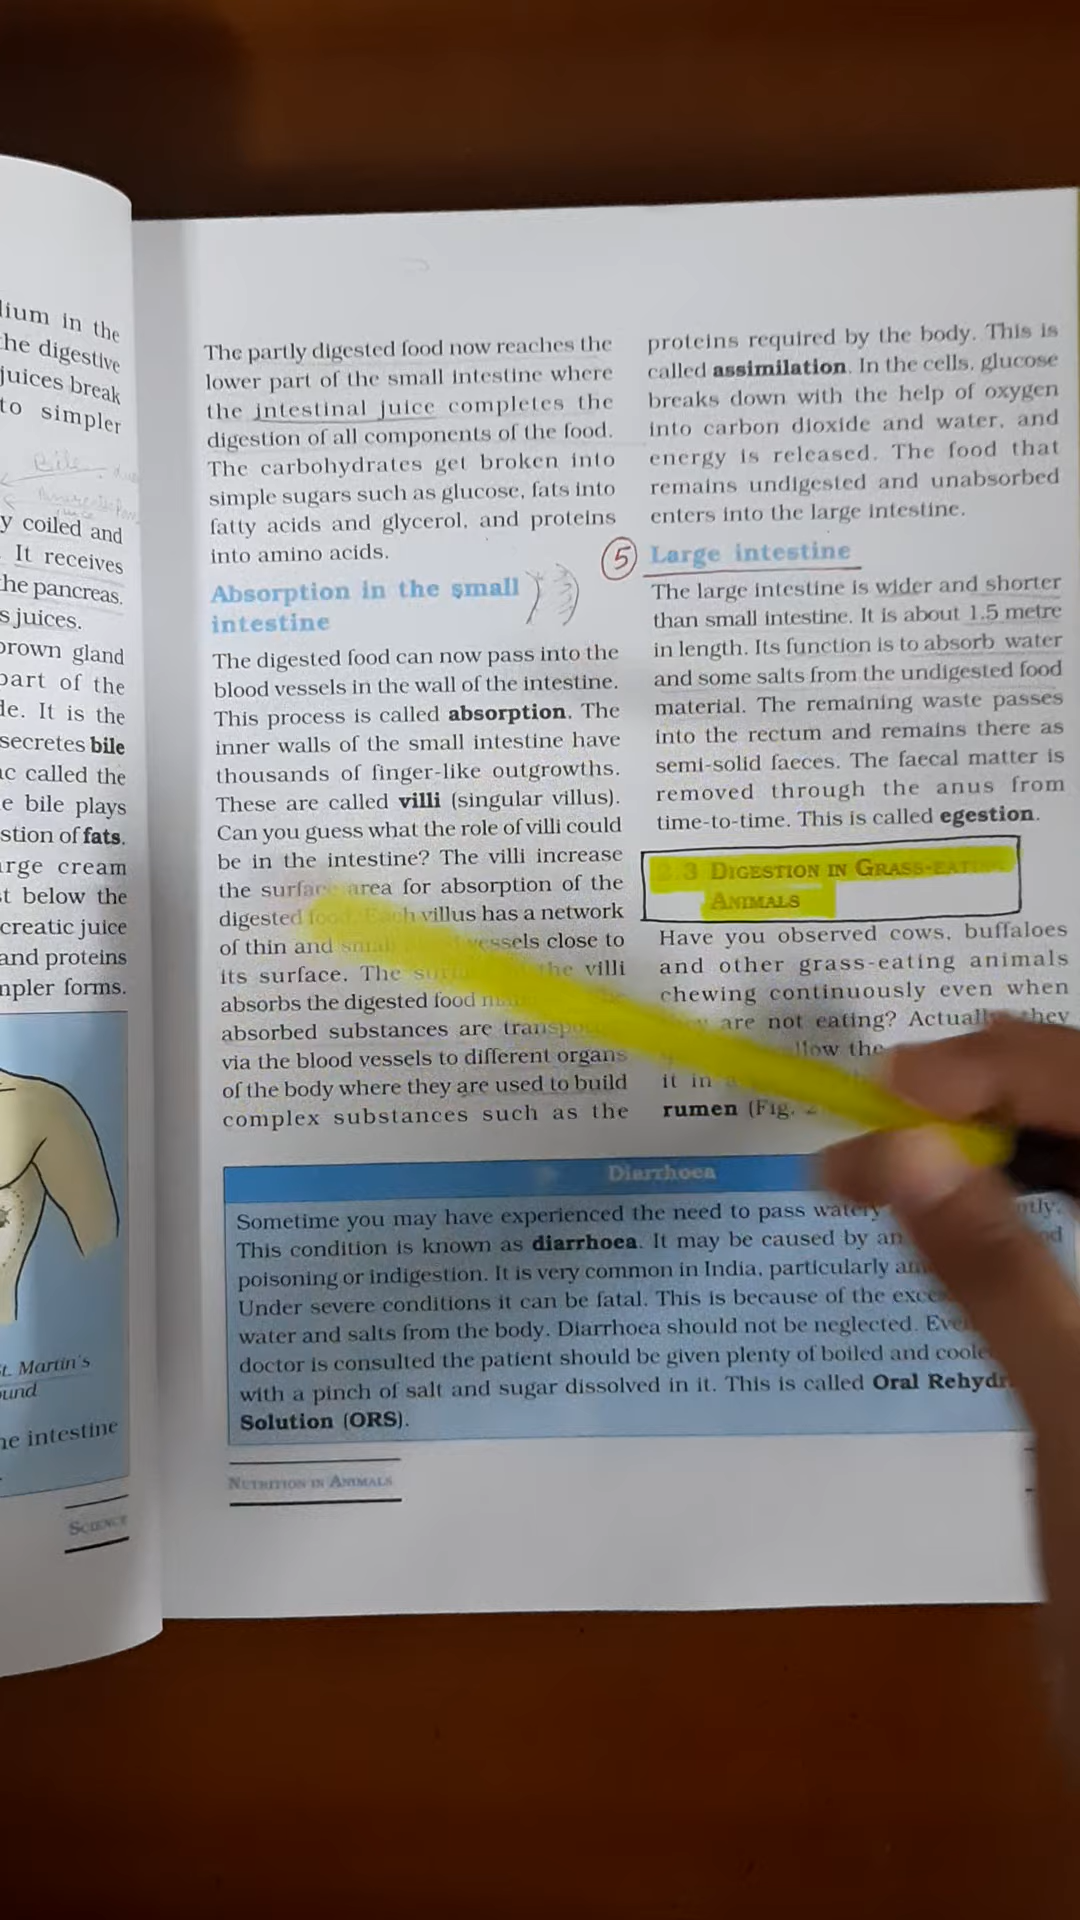 lium in the
he digestive
juices break
to simpler
Bile
y coiled and
It receives
he pancreas.
s juices.
brown gland
part of the
le. It is the
secretes bile
ac called the
e bile plays
stion of fats.
arge cream
t below the
creatic juice
and proteins
mpler forms.
t. Martin's
ound
he intestine
SCIENCE
The partly digested food now reaches the
lower part of the small intestine where
the intestinal juice completes the
digestion of all components of the food.
The carbohydrates get broken into
simple sugars such as glucose, fats into
fatty acids and glycerol, and proteins
into amino acids.
Absorption in the small
intestine
The digested food can now pass into the
blood vessels in the wall of the intestine.
This process is called absorption. The
inner walls of the small intestine have
thousands of finger-like outgrowths.
These are called villi (singular villus).
Can you guess what the role of villi could
be in the intestine? The villi increase
the surface area for absorption of the
digested food. Each villus has a network
of thin and small vessels close to
its surface. The the villi
absorbs the digested food
absorbed substances are
via the blood vessels to different organs
of the body where they are used to build
complex substances such as the
proteins required by the body. This is
called assimilation. In the cells, glucose
breaks down with the help of oxygen
into carbon dioxide and water, and
energy is released. The food that
remains undigested and unabsorbed
enters into the large intestine.
5 Large intestine
The large intestine is wider and shorter
than small intestine. It is about 1.5 metre
in length. Its function is to absorb water
and some salts from the undigested food
material. The remaining waste passes
into the rectum and remains there as
semi-solid faeces. The faecal matter is
removed through the anus from
time-to-time. This is called egestion.
3 DIGESTION IN GRASS-EATING
ANIMALS
Have you observed cows, buffaloes
and other grass-eating animals
chewing continuously even when
are not eating? Actually they
the
it in
rumen (Fig. 2
Diarrhoea
Sometime you may have experienced the need to pass watery
This condition is known as diarrhoea. It may be caused by an
poisoning or indigestion. It is very common in India, particularly
Under severe conditions it can be fatal. This is because of the
water and salts from the body. Diarrhoea should not be neglected.
doctor is consulted the patient should be given plenty of boiled and
with a pinch of salt and sugar dissolved in it. This is called Oral
Solution (ORS).
NUTRITION IN ANIMALS